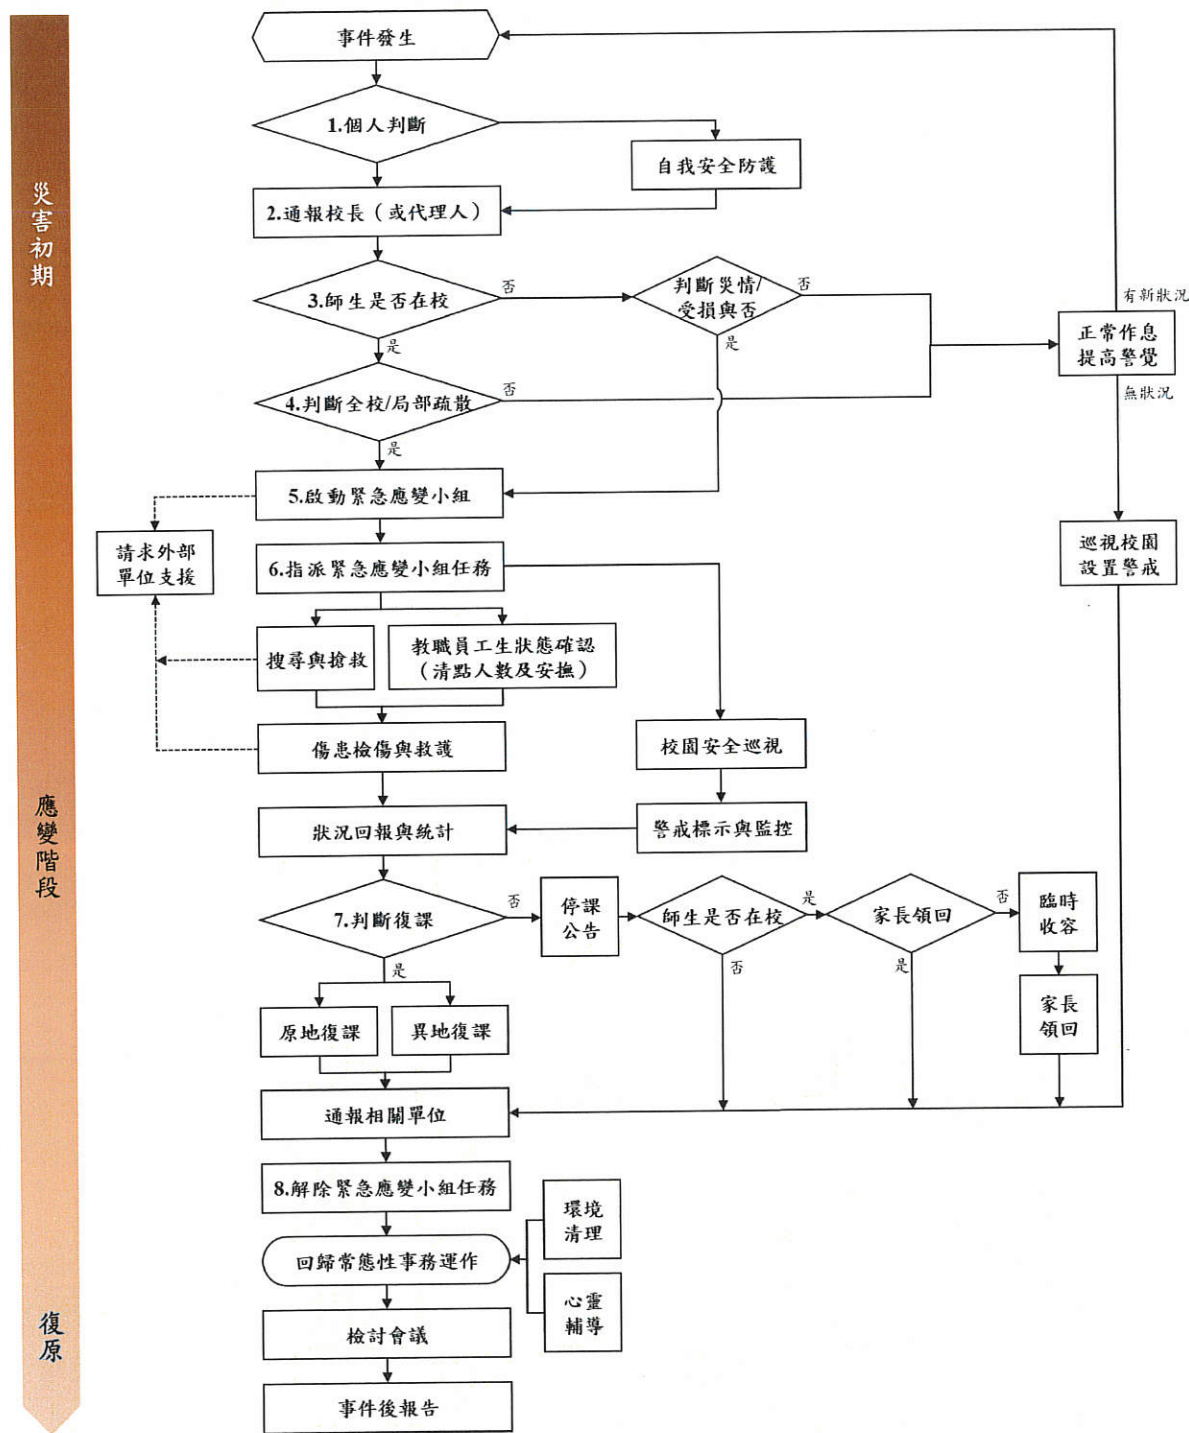 災害初期
應變階段
復原
事件發生
1.個人判斷
自我安全防護
2.通報校長（或代理人）
3.師生是否在校
否
判斷災情/
受損與否
否
有新狀況
正常作息
提高警覺
是
是
無狀況
4.判斷全校/局部疏散
否
是
5.啟動緊急應變小組
請求外部
單位支援
巡視校園
設置警戒
6.指派緊急應變小組任務
搜尋與搶救
教職員工生狀態確認
（清點人數及安撫）
傷患檢傷與救護
校園安全巡視
狀況回報與統計
警戒標示與監控
7.判斷復課
否
停課
公告
師生是否在校
是
家長領回
否
臨時
收容
是
否
是
原地復課
異地復課
家長
領回
通報相關單位
8.解除緊急應變小組任務
環境
清理
回歸常態性事務運作
心靈
輔導
檢討會議
事件後報告